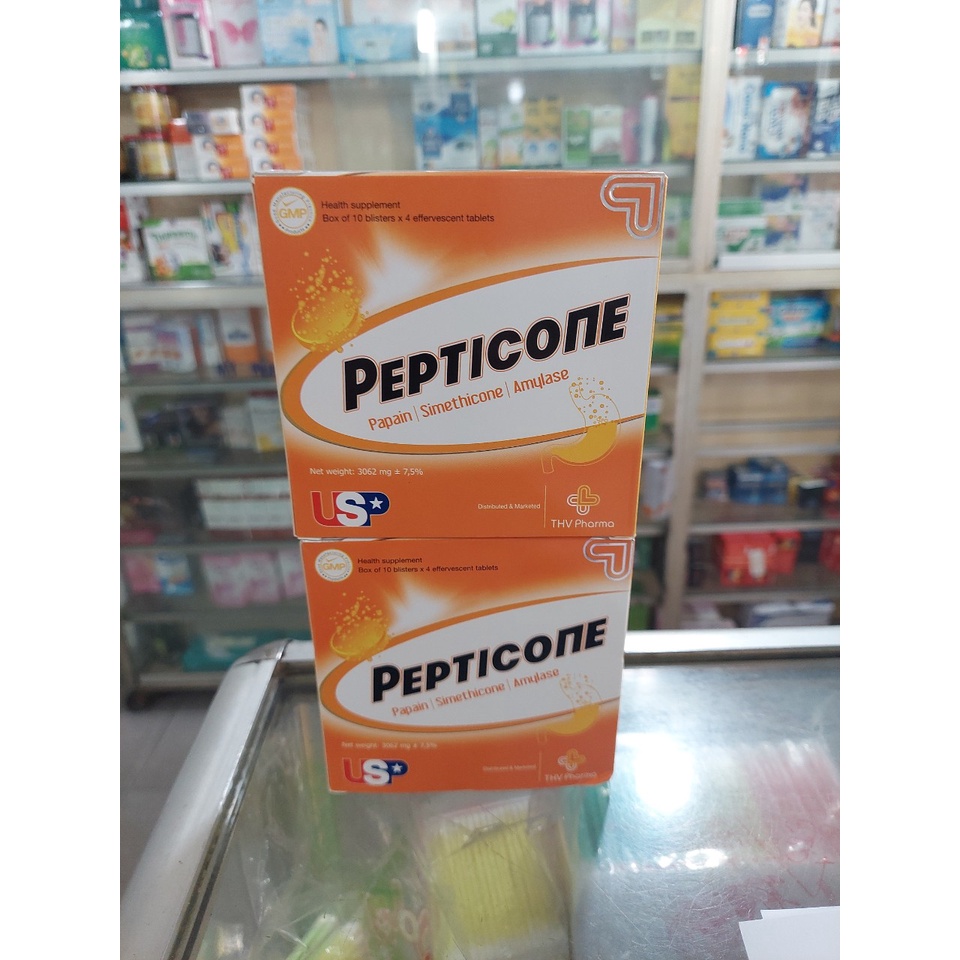 GMP
Health supplement
Box of 10 blisters x 4 effervescent tablets
PEPTICONE
Papain | Simethicone | Amylase
Net weight: 3062 mg ± 7,5%
USP
Distributed & Marketed
THV Pharma
GMP
Health supplement
Box of 10 blisters x 4 effervescent tablets
PEPTICONE
Papain | Simethicone | Amylase
Net weight: 3062 mg ± 7,5%
USP
Distributed & Marketed
THV Pharma